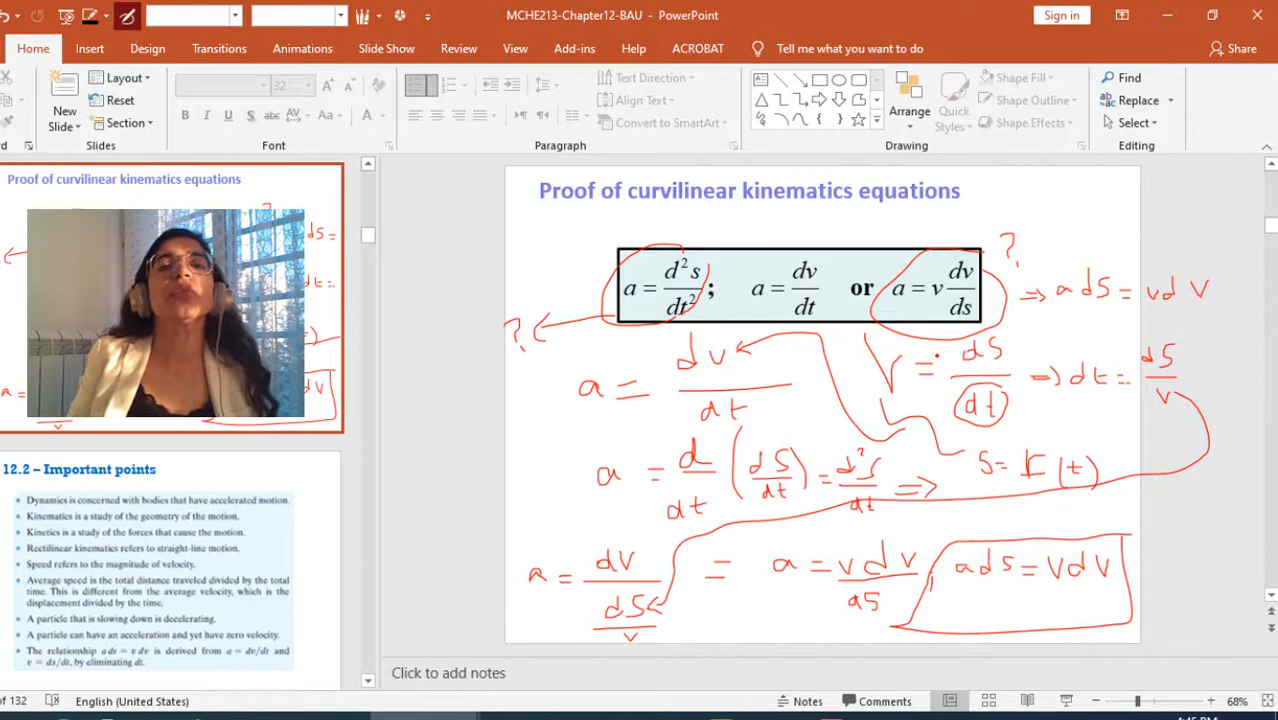 MCHE213-Chapter12-BAU - PowerPoint
Sign in
Home Insert Design Transitions Animations Slide Show Review View Add-ins Help ACROBAT Tell me what you want to do Share
New Slide
Layout
Reset
Section
Slides
32
B I U S abc AV Aa A
Font
Text Direction
Align Text
Convert to SmartArt
Paragraph
Arrange
Quick Styles
Shape Fill
Shape Outline
Shape Effects
Drawing
Find
Replace
Select
Editing
Proof of curvilinear kinematics equations
12.2 – Important points
• Dynamics is concerned with bodies that have accelerated motion.
• Kinematics is a study of the geometry of the motion.
• Kinetics is a study of the forces that cause the motion.
• Rectilinear kinematics refers to straight-line motion.
• Speed refers to the magnitude of velocity.
• Average speed is the total distance traveled divided by the total
time. This is different from the average velocity, which is the
displacement divided by the time.
• A particle that is slowing down is decelerating.
• A particle can have an acceleration and yet have zero velocity.
• The relationship a ds = v dv is derived from a = dv/dt and
v = ds/dt, by eliminating dt.
Proof of curvilinear kinematics equations
a = d²s/dt² ; a = dv/dt or a = v dv/ds
?
⇒ a dS = v d V
?
a = dv/dt
V = dS/dt ⇒ dt = dS/v
a = d/dt (dS/dt) = d²S/dt ⇒ S = f(t)
a = dV/(dS/v) = a = v dv/dS
a dS = V dV
Click to add notes
of 132 English (United States) Notes Comments 68%